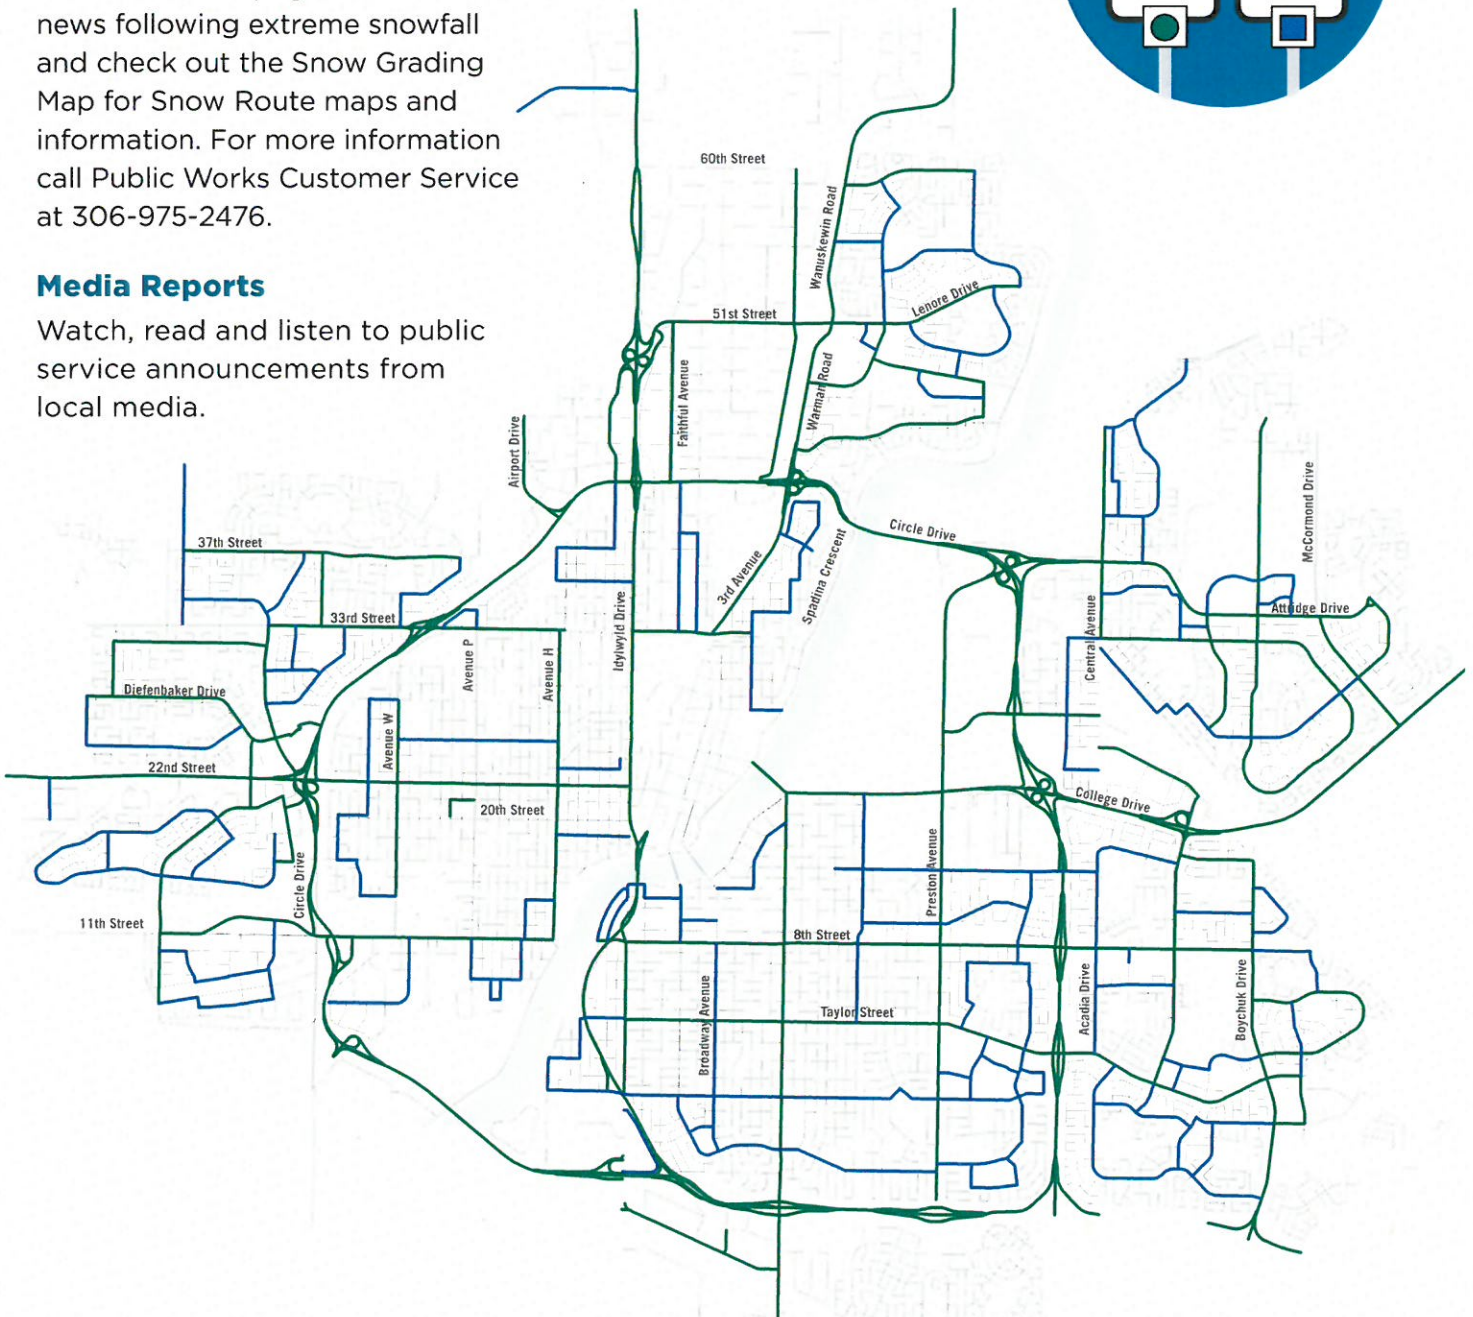 news following extreme snowfall
and check out the Snow Grading
Map for Snow Route maps and
information. For more information
call Public Works Customer Service
at 306-975-2476.
Media Reports
Watch, read and listen to public
service announcements from
local media.
60th Street
Wanuskewin Road
Lenore Drive
51st Street
Faithful Avenue
Warman Road
Airport Drive
Circle Drive
McCormond Drive
37th Street
3rd Avenue
Spadina Crescent
33rd Street
Idylwyld Drive
Central Avenue
Attridge Drive
Avenue P
Avenue H
Diefenbaker Drive
Avenue W
22nd Street
20th Street
College Drive
Circle Drive
Preston Avenue
11th Street
8th Street
Broadway Avenue
Taylor Street
Acadia Drive
Boychuk Drive